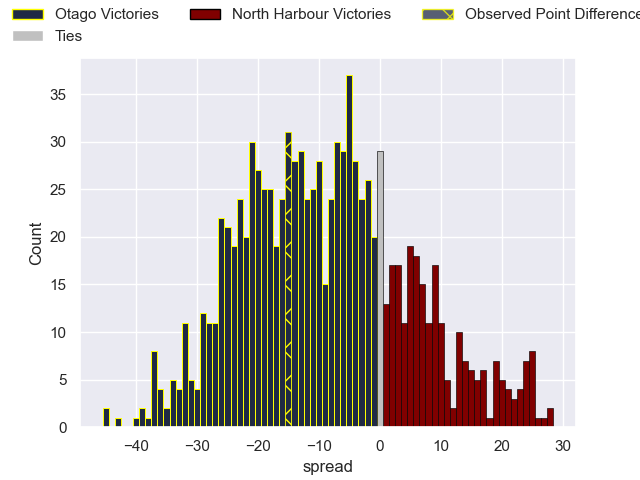 Otago Victories
North Harbour Victories
Observed Point Difference
Ties
35
30
25
20
15
10
5
0
Count
−40
−30
−20
−10
0
10
20
30
spread